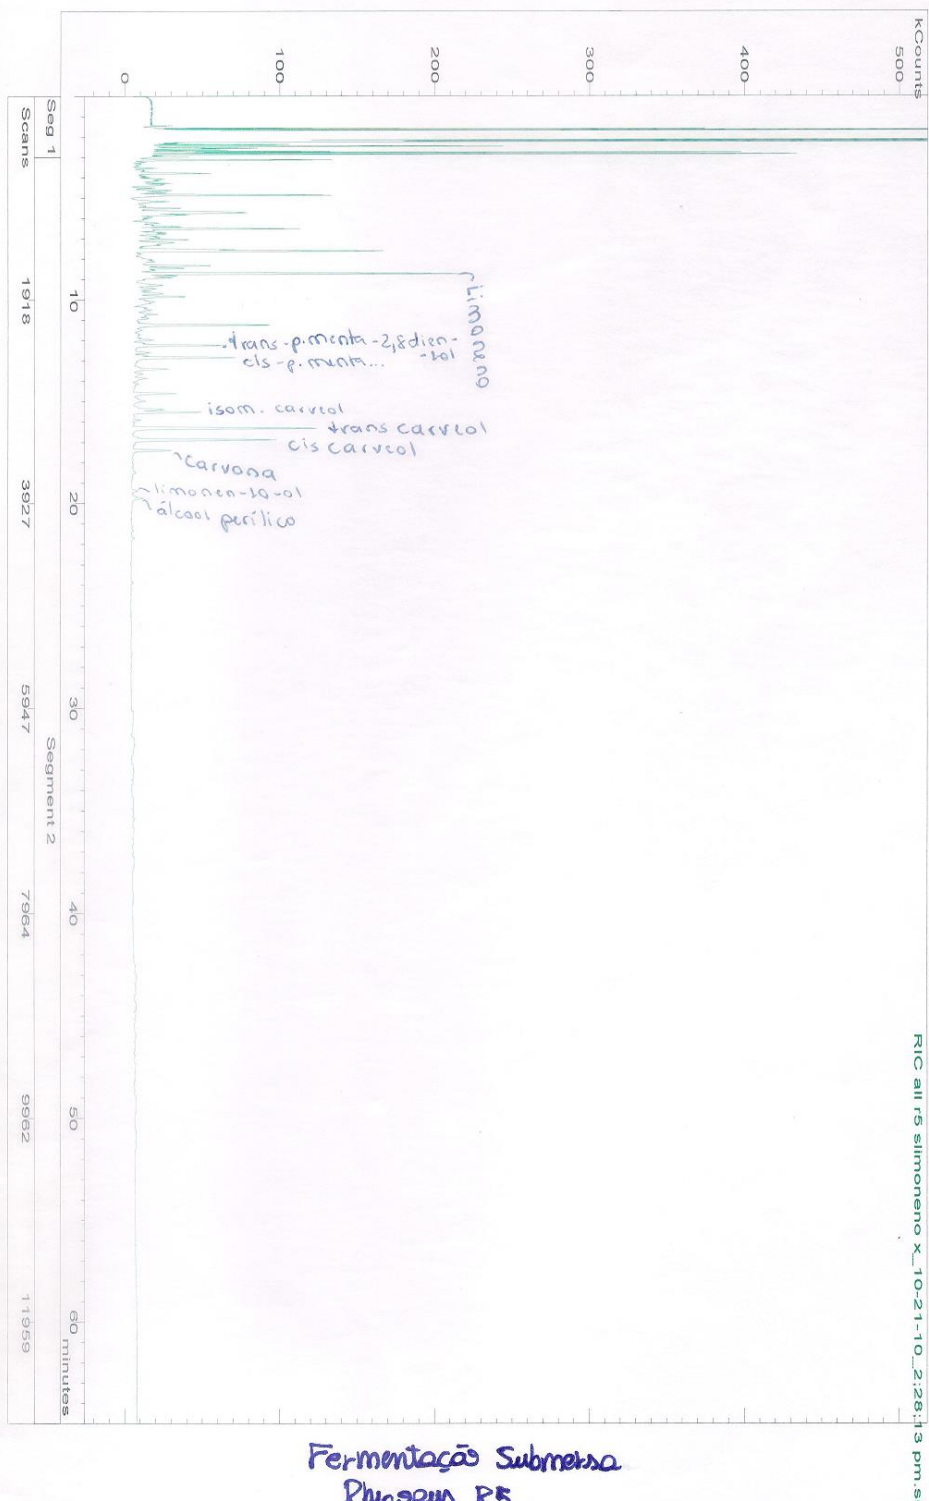 RIC all r5 slimoneno x_10-21-10_2;28;13 pm.s
kCounts
500
400
300
200
100
0
Limoneno
trans-p.menta-2,8dien-
-1ol
cis-p.menta...
isom. carveol
trans carveol
cis carveol
carvona
limonen-10-ol
álcool perílico
Seg 1
Segment 2
10
20
30
40
50
60
minutes
Scans
1918
3927
5947
7964
9962
11959
Fermentação Submersa
R5